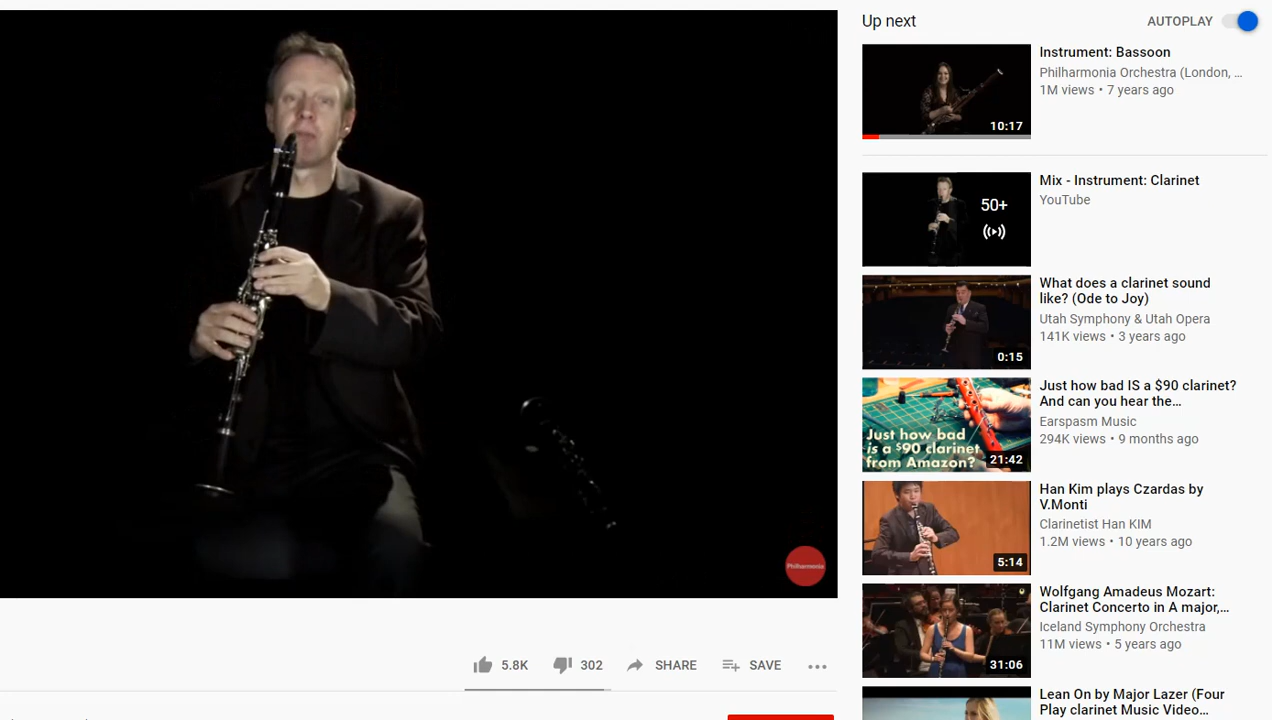 Up next
AUTOPLAY
Instrument: Bassoon
Philharmonia Orchestra (London, …
1M views • 7 years ago
10:17
Mix - Instrument: Clarinet
YouTube
50+
What does a clarinet sound
like? (Ode to Joy)
Utah Symphony & Utah Opera
141K views • 3 years ago
0:15
Just how bad IS a $90 clarinet?
And can you hear the…
Earspasm Music
294K views • 9 months ago
Just how bad
is a $90 clarinet
from Amazon?
21:42
Han Kim plays Czardas by
V.Monti
Clarinetist Han KIM
1.2M views • 10 years ago
5:14
Wolfgang Amadeus Mozart:
Clarinet Concerto in A major,…
Iceland Symphony Orchestra
11M views • 5 years ago
31:06
Lean On by Major Lazer (Four
Play clarinet Music Video…
Philharmonia
5.8K
302
SHARE
SAVE